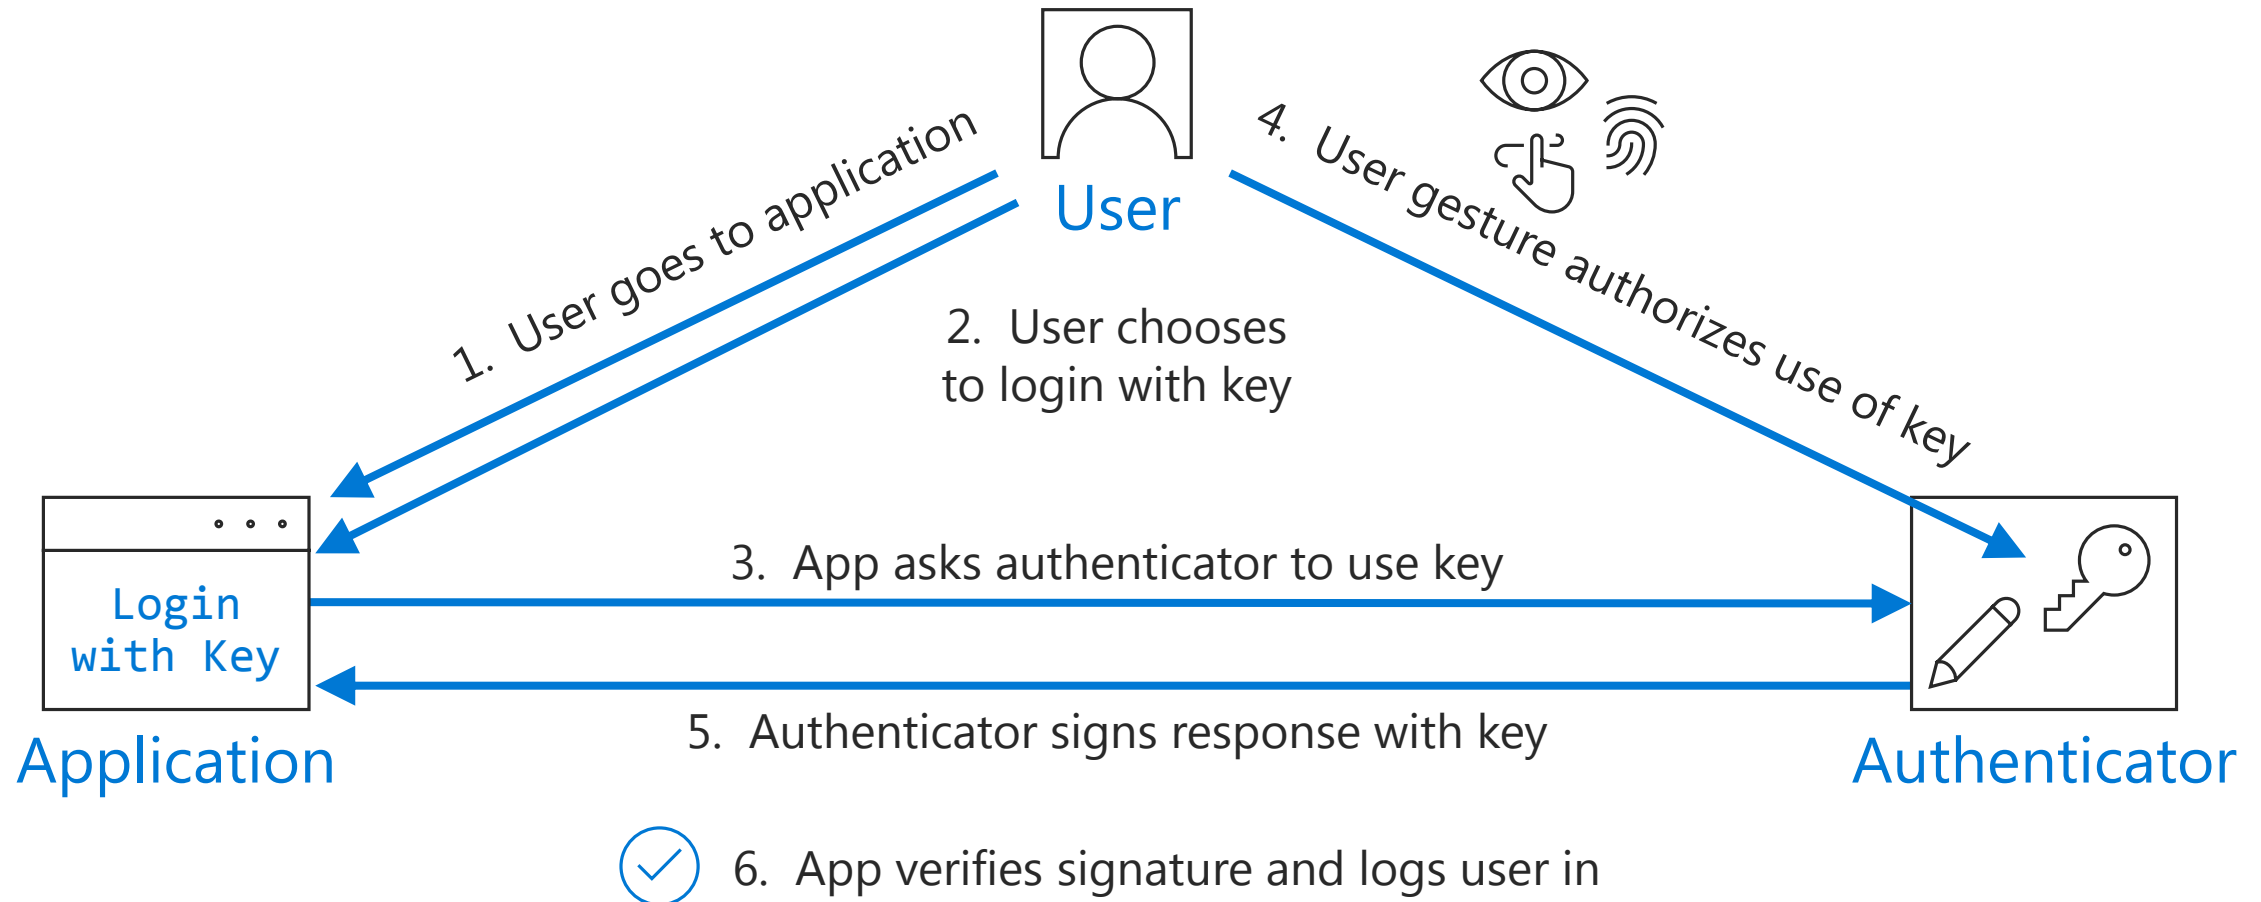 User
1. User goes to application
2. User chooses
to login with key
4. User gesture authorizes use of key
3. App asks authenticator to use key
Login
with Key
5. Authenticator signs response with key
Application
Authenticator
6. App verifies signature and logs user in